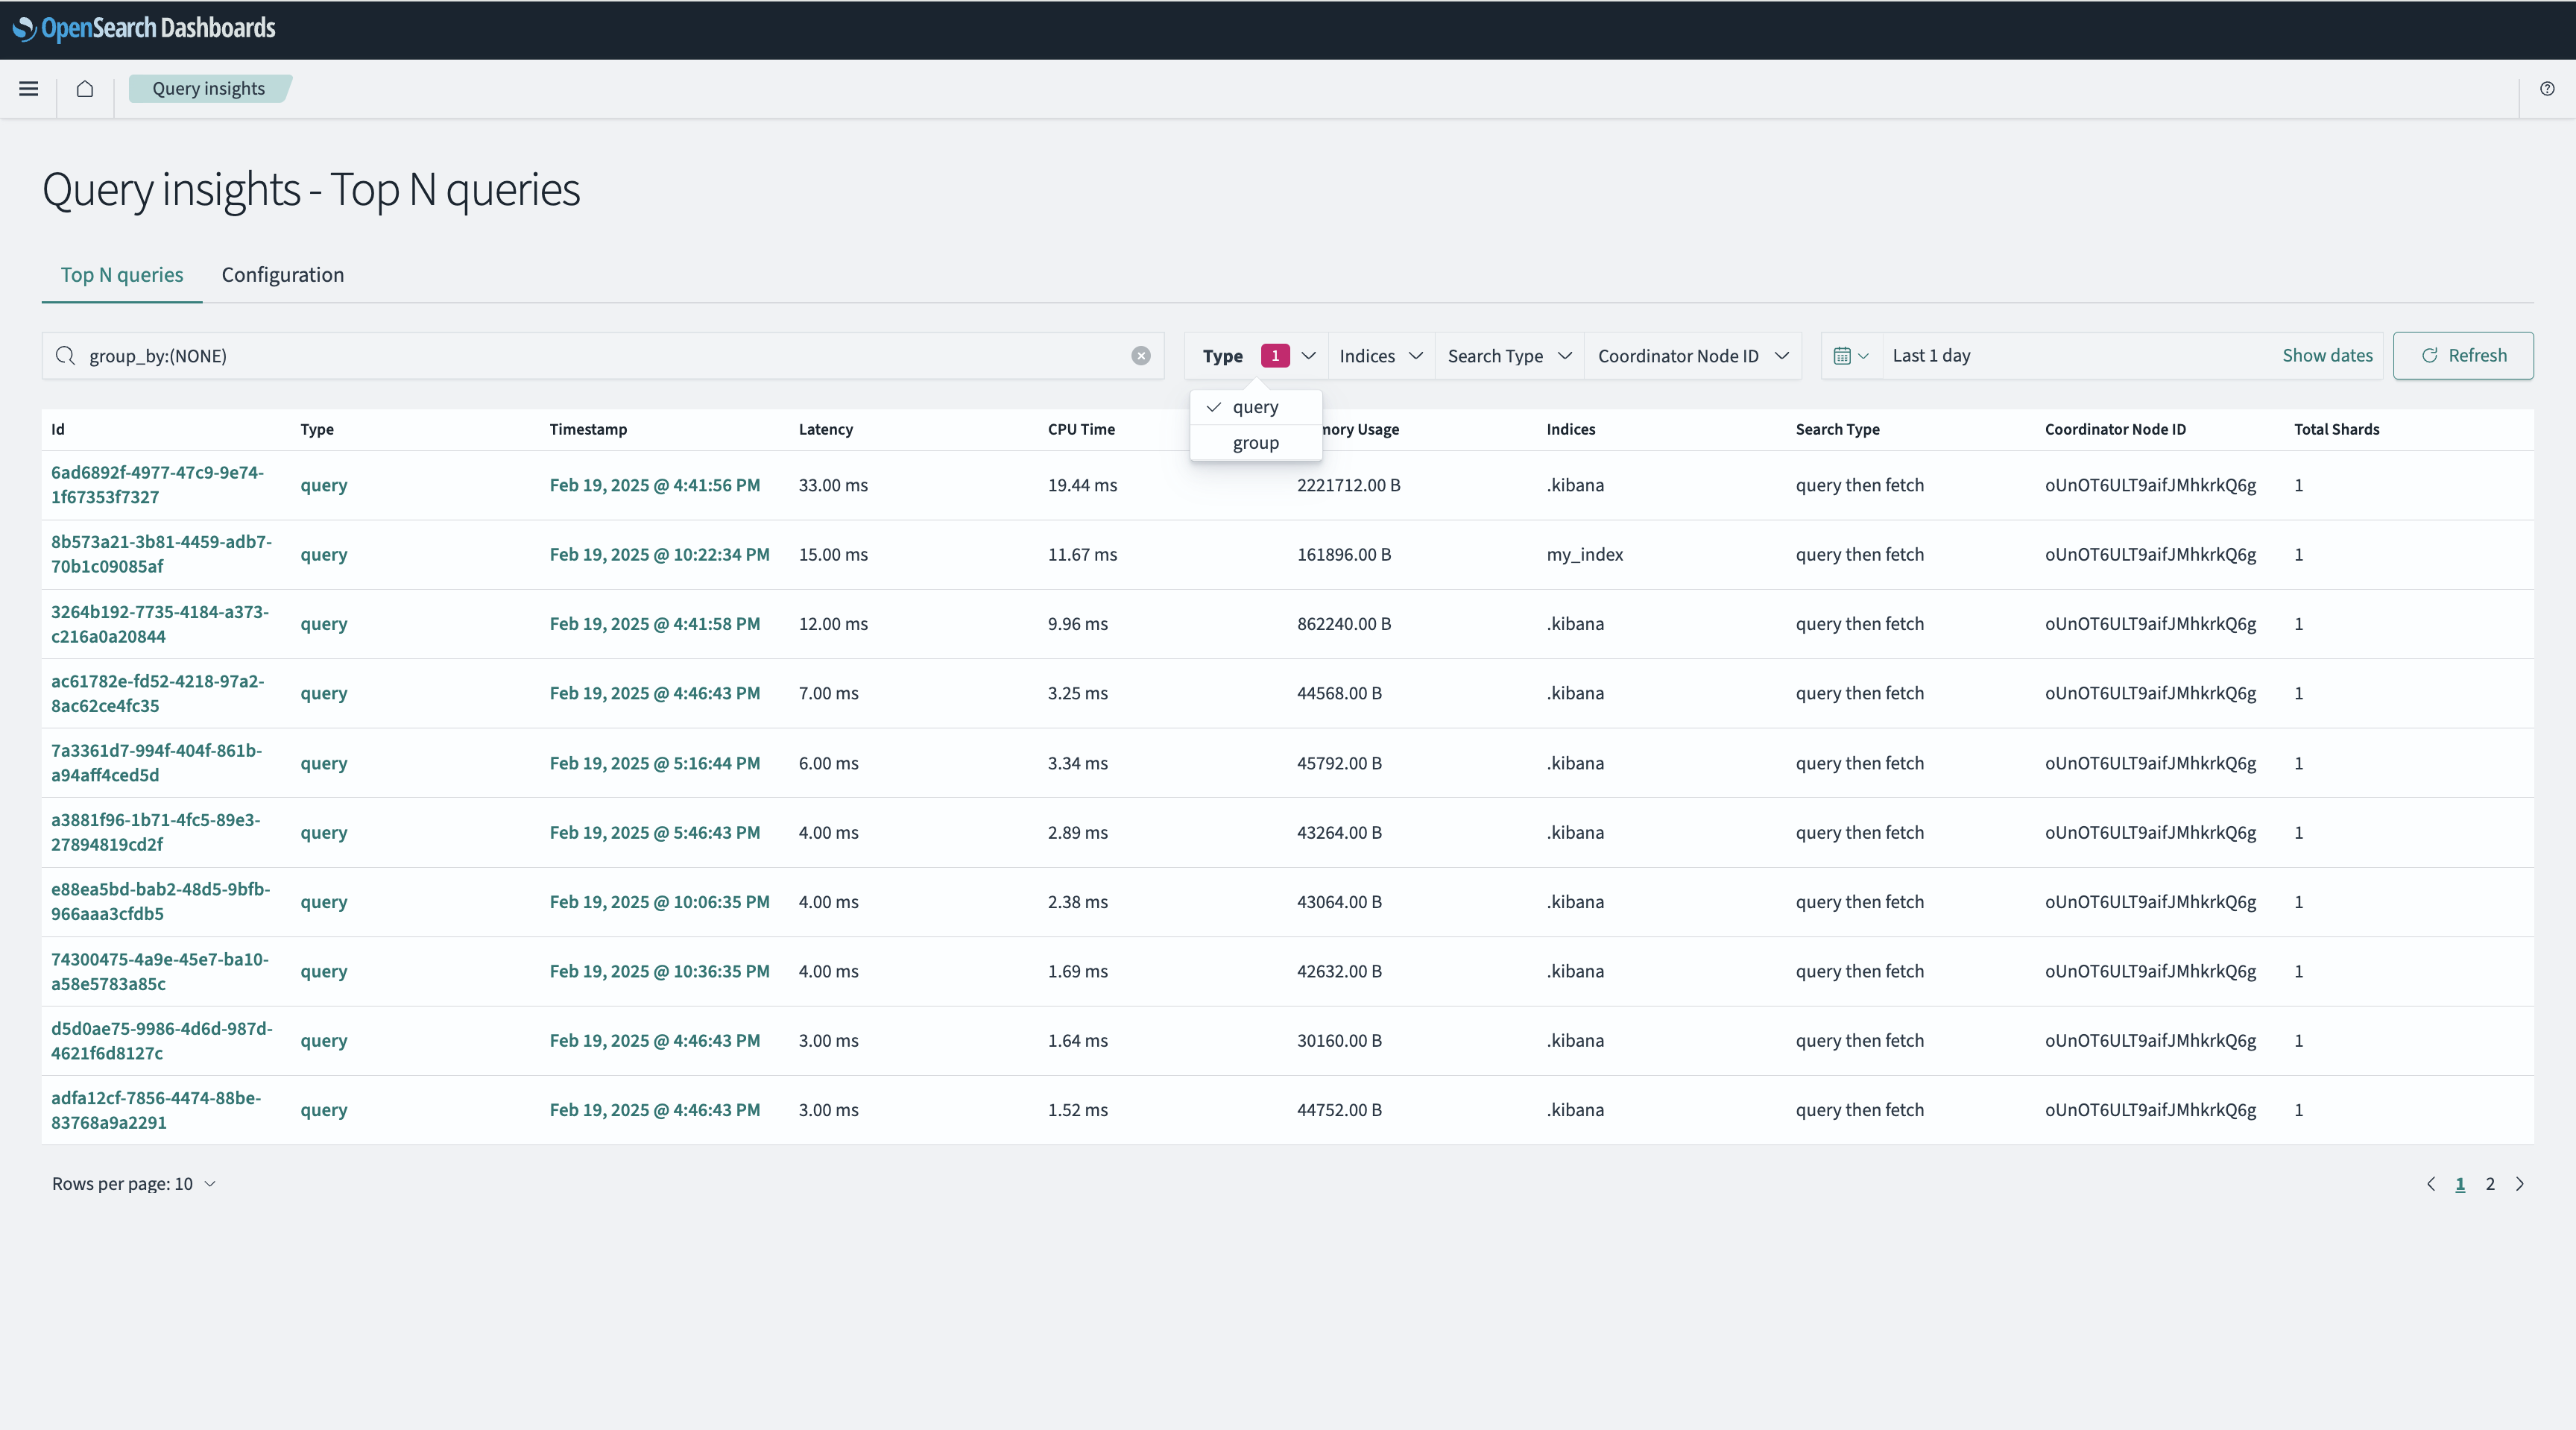 OpenSearch Dashboards
Query insights
Query insights - Top N queries
Top N queries Configuration
group_by:(NONE) Type 1 Indices Search Type Coordinator Node ID Last 1 day Show dates Refresh
query
group
Id Type Timestamp Latency CPU Time mory Usage Indices Search Type Coordinator Node ID Total Shards
6ad6892f-4977-47c9-9e74-
1f67353f7327 query Feb 19, 2025 @ 4:41:56 PM 33.00 ms 19.44 ms 2221712.00 B .kibana query then fetch oUnOT6ULT9aifJMhkrkQ6g 1
8b573a21-3b81-4459-adb7-
70b1c09085af query Feb 19, 2025 @ 10:22:34 PM 15.00 ms 11.67 ms 161896.00 B my_index query then fetch oUnOT6ULT9aifJMhkrkQ6g 1
3264b192-7735-4184-a373-
c216a0a20844 query Feb 19, 2025 @ 4:41:58 PM 12.00 ms 9.96 ms 862240.00 B .kibana query then fetch oUnOT6ULT9aifJMhkrkQ6g 1
ac61782e-fd52-4218-97a2-
8ac62ce4fc35 query Feb 19, 2025 @ 4:46:43 PM 7.00 ms 3.25 ms 44568.00 B .kibana query then fetch oUnOT6ULT9aifJMhkrkQ6g 1
7a3361d7-994f-404f-861b-
a94aff4ced5d query Feb 19, 2025 @ 5:16:44 PM 6.00 ms 3.34 ms 45792.00 B .kibana query then fetch oUnOT6ULT9aifJMhkrkQ6g 1
a3881f96-1b71-4fc5-89e3-
27894819cd2f query Feb 19, 2025 @ 5:46:43 PM 4.00 ms 2.89 ms 43264.00 B .kibana query then fetch oUnOT6ULT9aifJMhkrkQ6g 1
e88ea5bd-bab2-48d5-9bfb-
966aaa3cfdb5 query Feb 19, 2025 @ 10:06:35 PM 4.00 ms 2.38 ms 43064.00 B .kibana query then fetch oUnOT6ULT9aifJMhkrkQ6g 1
74300475-4a9e-45e7-ba10-
a58e5783a85c query Feb 19, 2025 @ 10:36:35 PM 4.00 ms 1.69 ms 42632.00 B .kibana query then fetch oUnOT6ULT9aifJMhkrkQ6g 1
d5d0ae75-9986-4d6d-987d-
4621f6d8127c query Feb 19, 2025 @ 4:46:43 PM 3.00 ms 1.64 ms 30160.00 B .kibana query then fetch oUnOT6ULT9aifJMhkrkQ6g 1
adfa12cf-7856-4474-88be-
83768a9a2291 query Feb 19, 2025 @ 4:46:43 PM 3.00 ms 1.52 ms 44752.00 B .kibana query then fetch oUnOT6ULT9aifJMhkrkQ6g 1
Rows per page: 10 1 2